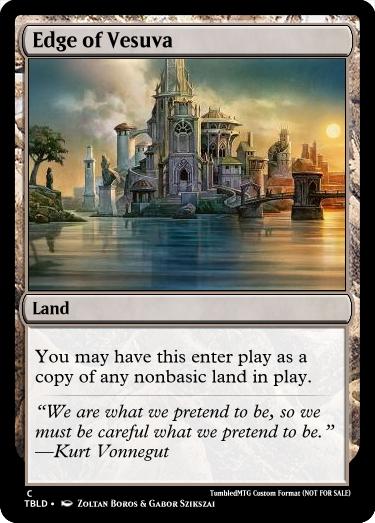 Edge of Vesuva
Land
You may have this enter play as a
copy of any nonbasic land in play.
“We are what we pretend to be, so we
must be careful what we pretend to be.”
—Kurt Vonnegut
C
TumbledMTG Custom Format (NOT FOR SALE)
TBLD • Zoltan Boros & Gabor Szikszai